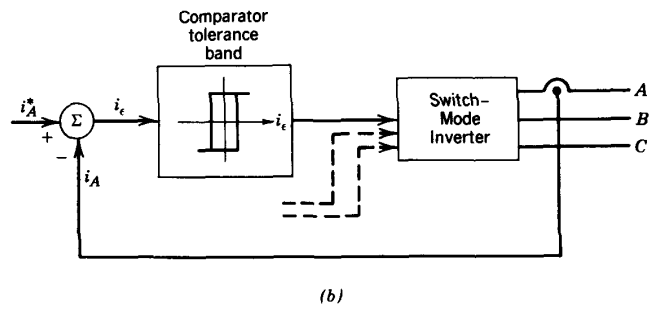 Comparator
tolerance
band
i*A
Σ
iε
+
−
iA
iε
Switch-
Mode
Inverter
A
B
C
(b)